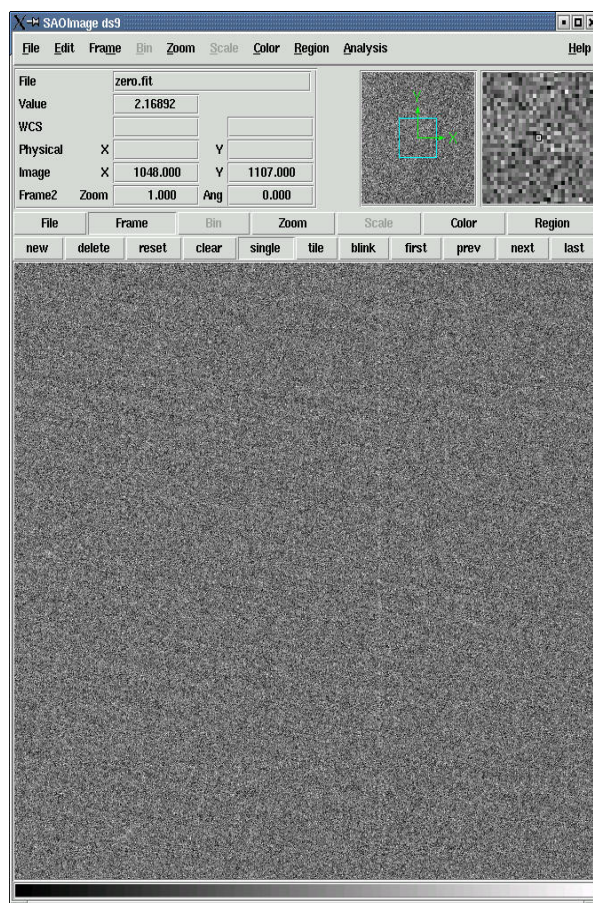 SAOImage ds9
File Edit Frame Bin Zoom Scale Color Region Analysis Help
File zero.fit
Value 2.16892
WCS
Physical X Y
Image X 1048.000 Y 1107.000
Frame2 Zoom 1.000 Ang 0.000
Y
X
File Frame Bin Zoom Scale Color Region
new delete reset clear single tile blink first prev next last